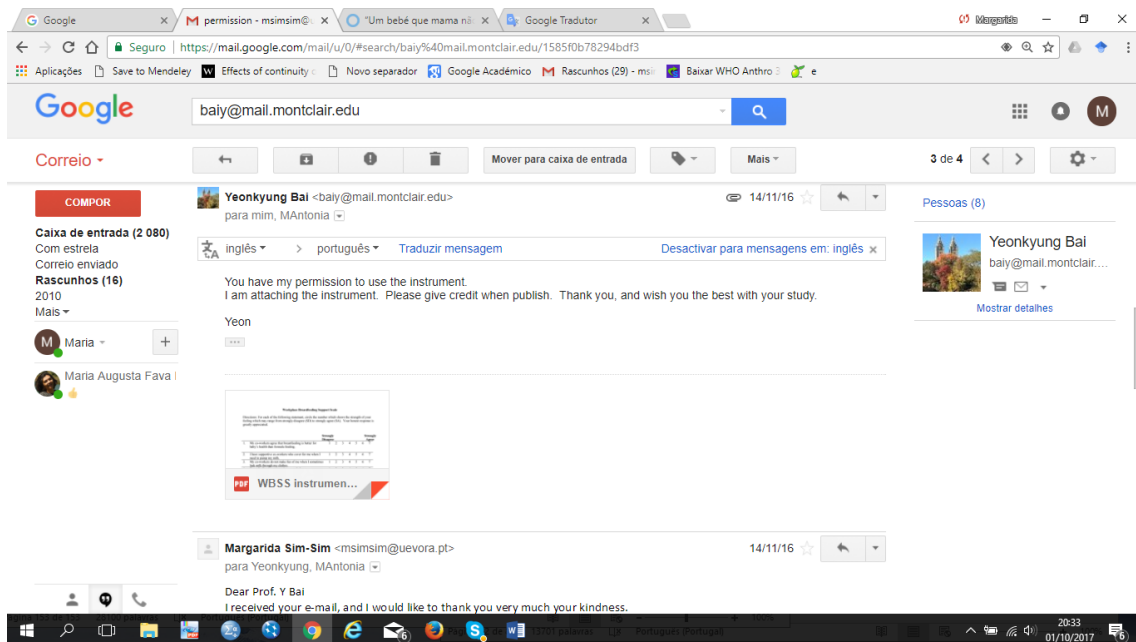 Google
permission - msimsim@u
"Um bebé que mama nã
Google Tradutor
Margarida
Seguro
https://mail.google.com/mail/u/0/#search/baiy%40mail.montclair.edu/1585f0b78294bdf3
Aplicações
Save to Mendeley
Effects of continuity c
Novo separador
Google Académico
Rascunhos (29) - msi
Baixar WHO Anthro 3
e
Google
baiy@mail.montclair.edu
M
Correio
Mover para caixa de entrada
Mais
3 de 4
COMPOR
Caixa de entrada (2 080)
Com estrela
Correio enviado
Rascunhos (16)
2010
Mais
M
Maria
Maria Augusta Fava
Yeonkyung Bai <baiy@mail.montclair.edu>
14/11/16
para mim, MAntonia
inglês
português
Traduzir mensagem
Desactivar para mensagens em: inglês
You have my permission to use the instrument.
I am attaching the instrument. Please give credit when publish. Thank you, and wish you the best with your study.
Yeon
PDF
WBSS instrumen...
Margarida Sim-Sim <msimsim@uevora.pt>
14/11/16
para Yeonkyung, MAntonia
Dear Prof. Y Bai
I received your e-mail, and I would like to thank you very much your kindness.
Pessoas (8)
Yeonkyung Bai
baiy@mail.montclair....
Mostrar detalhes
20:33
01/10/2017